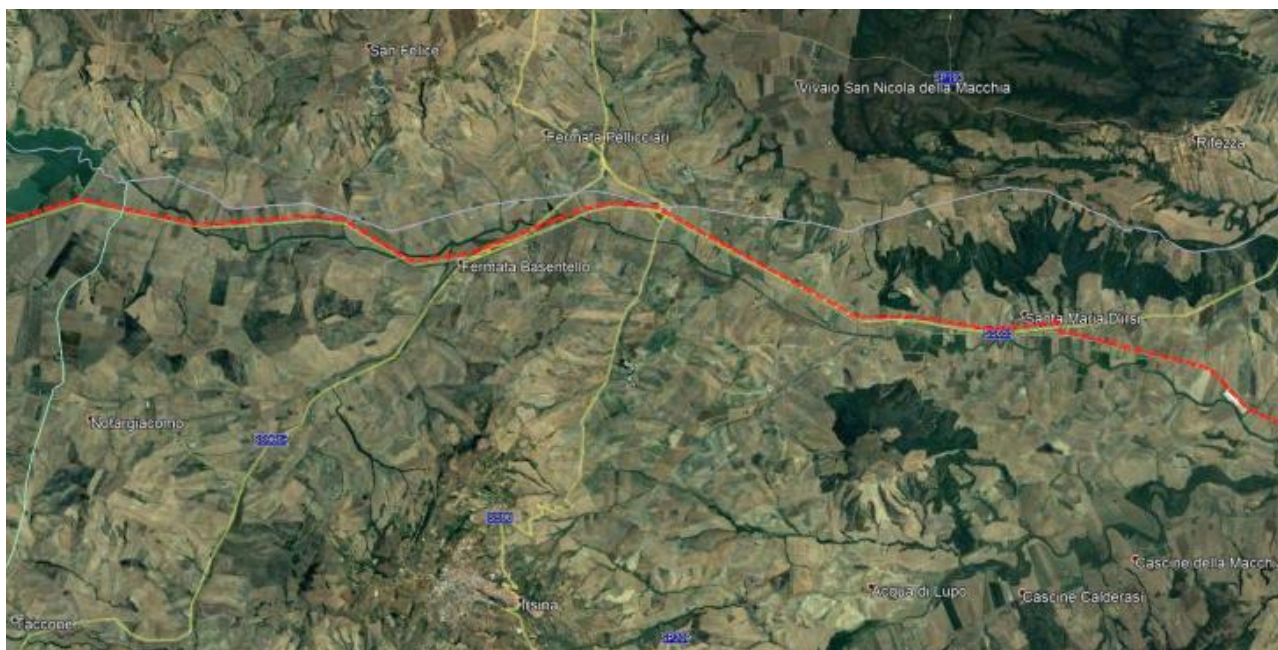 San Felice
Vivaio San Nicola della Macchia
Fermata Pellicciari
Rifezza
Fermata Basentello
Santa Maria D'irsi
Notargiacomo
Cascine della Macch
Acqua di Lupo
Cascine Calderasi
Irsina
Taccone